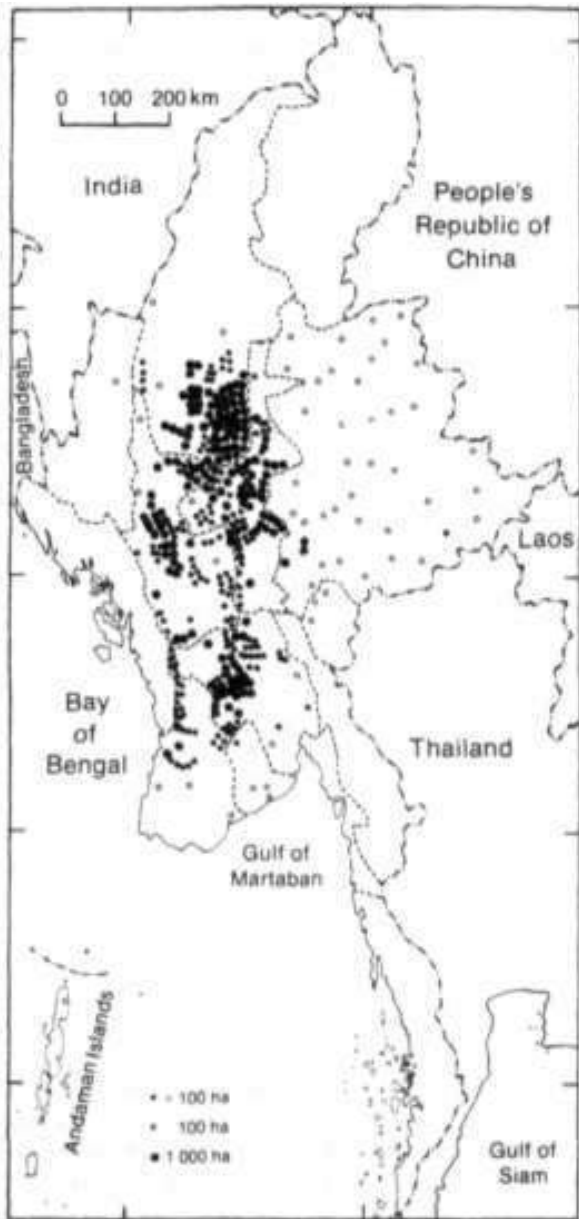 0 100 200 km
India
People's
Republic of
China
Bangladesh
Laos
Bay
of
Bengal
Thailand
Gulf of
Martaban
Andaman Islands
100 ha
100 ha
1 000 ha
Gulf of
Siam